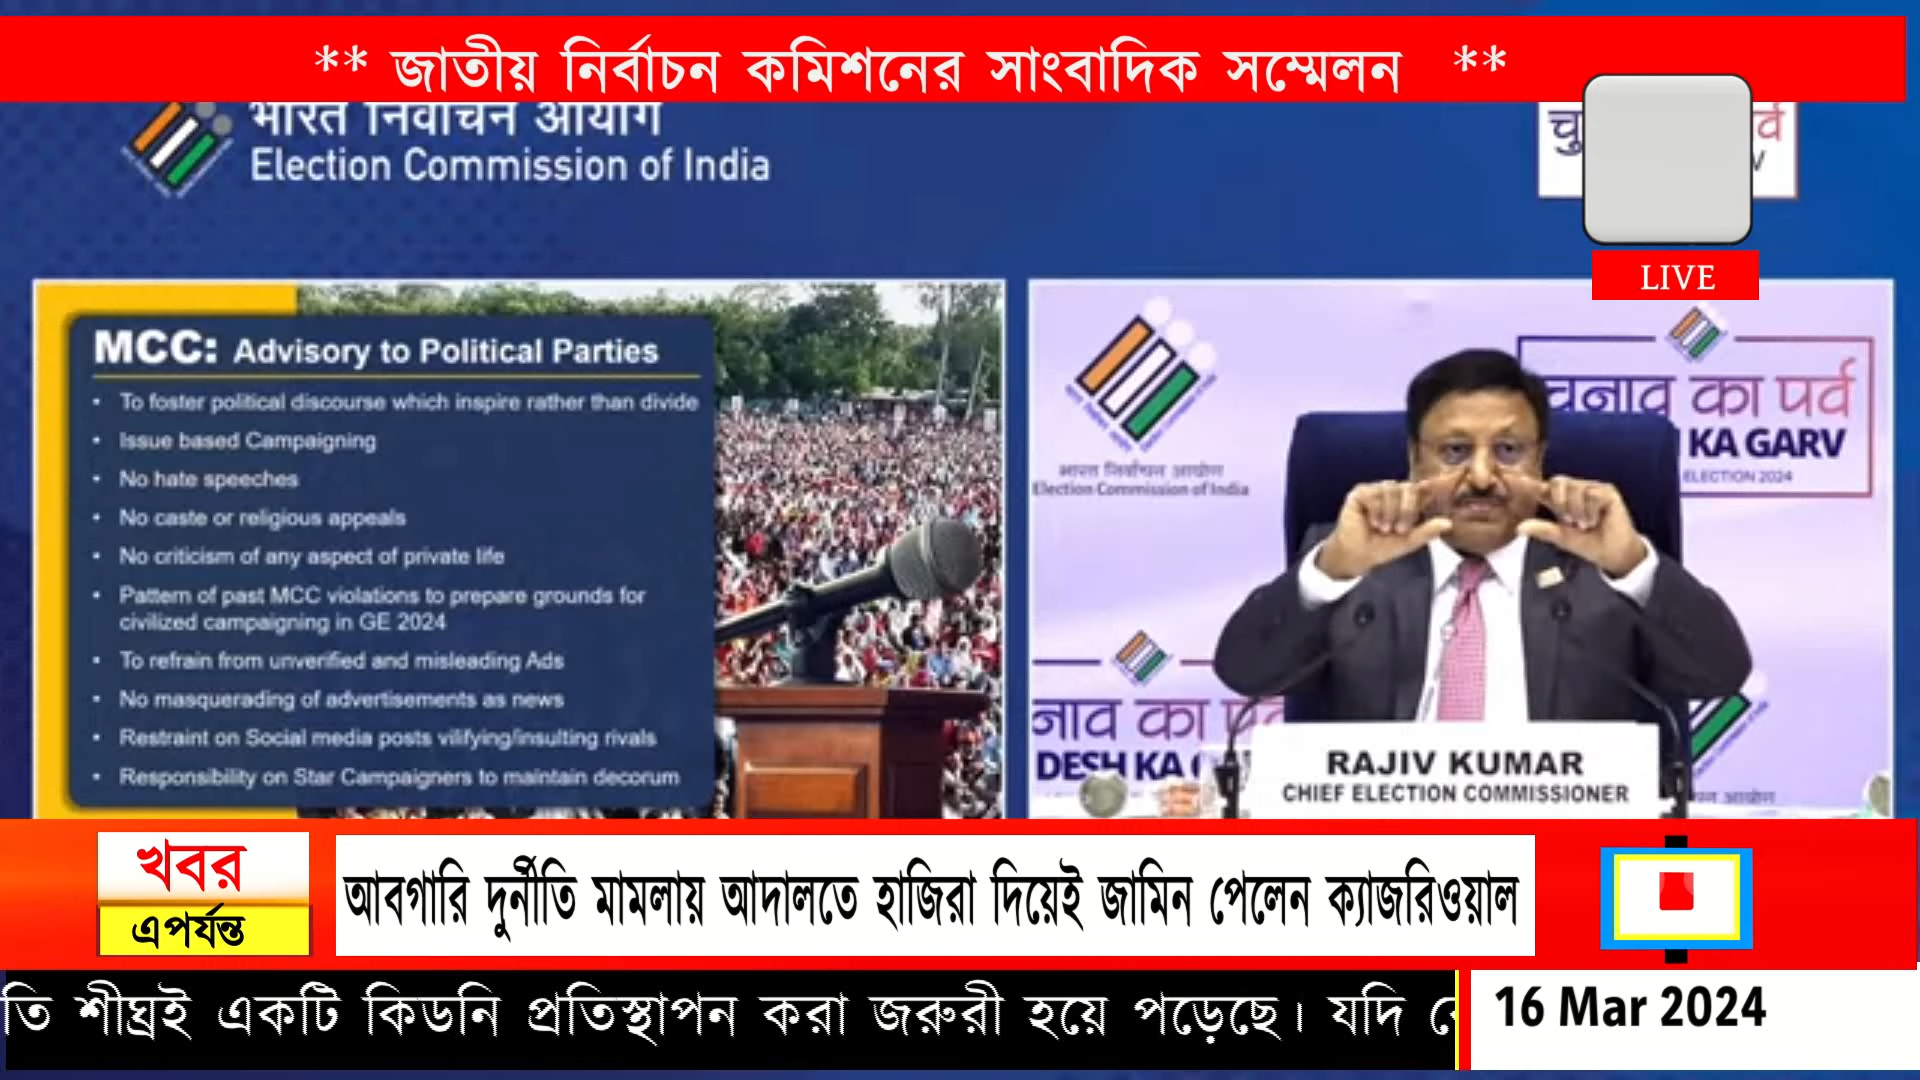 ** জাতীয় নির্বাচন কমিশনের সাংবাদিক সম্মেলন **
भारत निर्वाचन आयोग
Election Commission of India
LIVE
MCC: Advisory to Political Parties
• To foster political discourse which inspire rather than divide
• Issue based Campaigning
• No hate speeches
• No caste or religious appeals
• No criticism of any aspect of private life
• Pattern of past MCC violations to prepare grounds for
civilized campaigning in GE 2024
• To refrain from unverified and misleading Ads
• No masquerading of advertisements as news
• Restraint on Social media posts vilifying/insulting rivals
• Responsibility on Star Campaigners to maintain decorum
भारत निर्वाचन आयोग
Election Commission of India
चुनाव का पर्व
KA GARV
ELECTION 2024
नाव का
DESH KA
RAJIV KUMAR
CHIEF ELECTION COMMISSIONER
খবর
এপর্যন্ত
আবগারি দুর্নীতি মামলায় আদালতে হাজিরা দিয়েই জামিন পেলেন ক্যাজরিওয়াল
তি শীঘ্রই একটি কিডনি প্রতিস্থাপন করা জরুরী হয়ে পড়েছে। যদি
16 Mar 2024